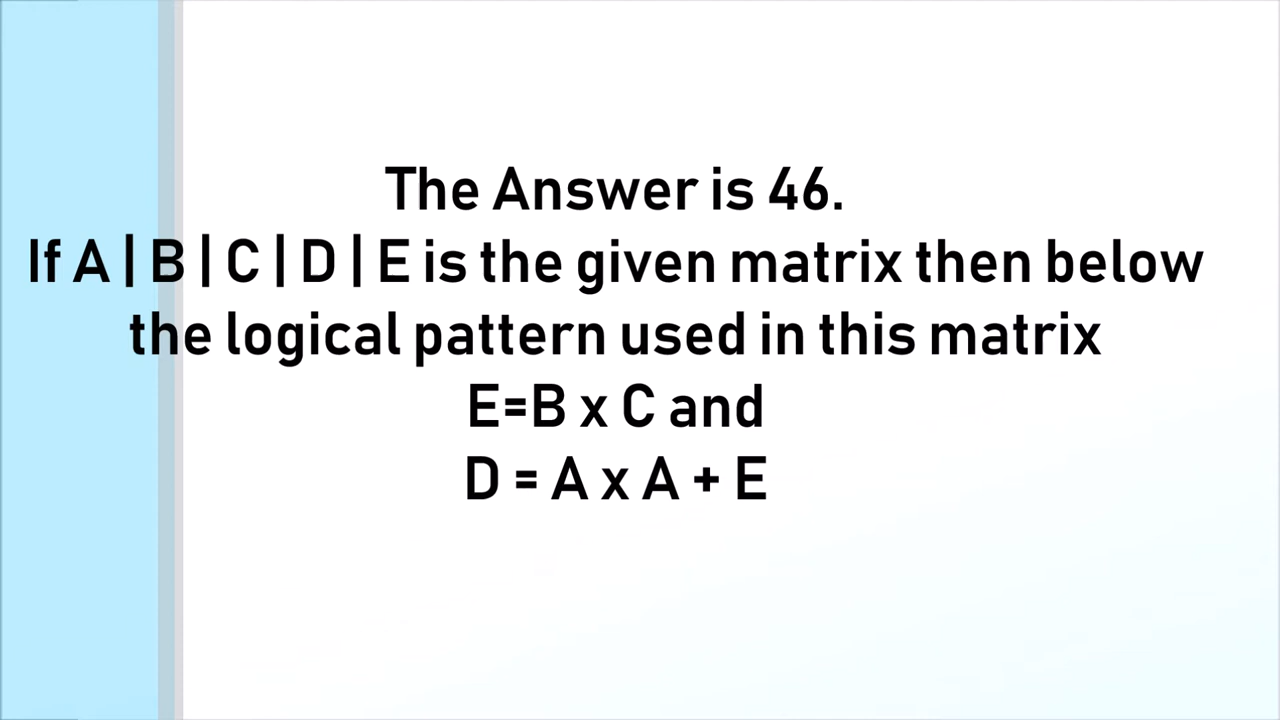 The Answer is 46.
If A | B | C | D | E is the given matrix then below
the logical pattern used in this matrix
E=B x C and
D = A x A + E